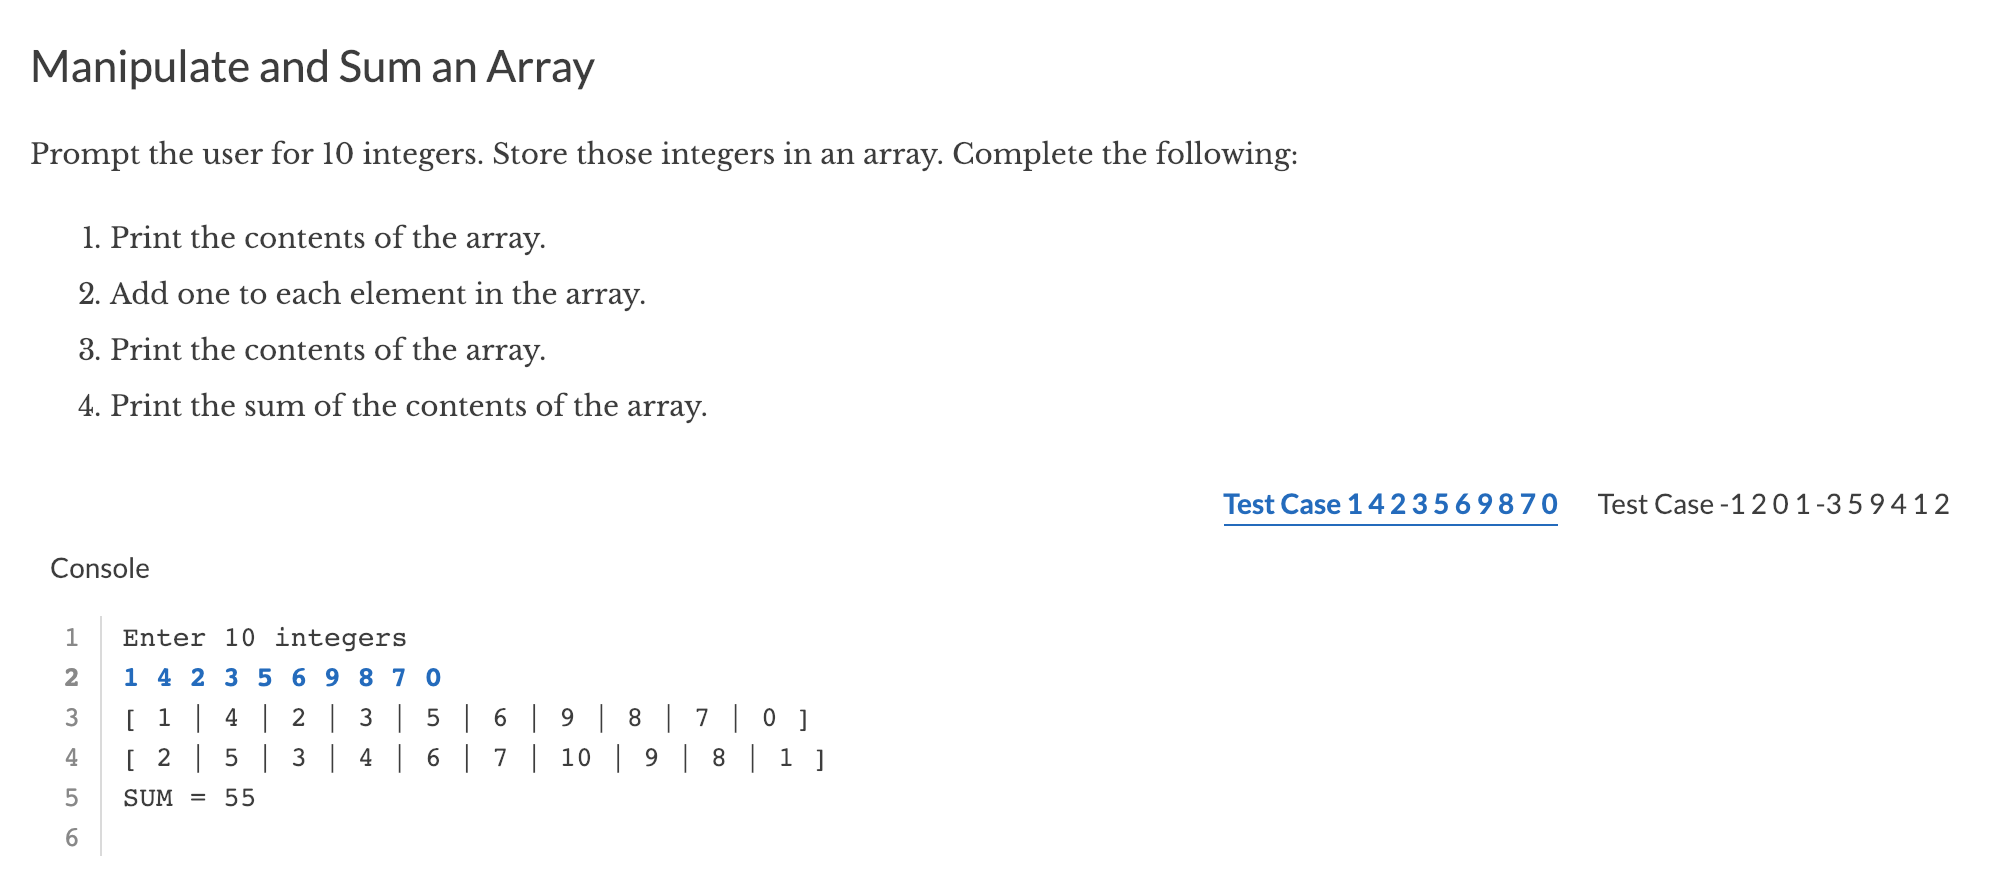 Manipulate and Sum an Array
Prompt the user for 10 integers. Store those integers in an array. Complete the following:
1. Print the contents of the array.
2. Add one to each element in the array.
3. Print the contents of the array.
4. Print the sum of the contents of the array.
Test Case 1 4 2 3 5 6 9 8 7 0 Test Case -1 2 0 1 -3 5 9 4 1 2
Console
1 Enter 10 integers
2 1 4 2 3 5 6 9 8 7 0
3 [ 1 | 4 | 2 | 3 | 5 | 6 | 9 | 8 | 7 | 0 ]
4 [ 2 | 5 | 3 | 4 | 6 | 7 | 10 | 9 | 8 | 1 ]
5 SUM = 55
6